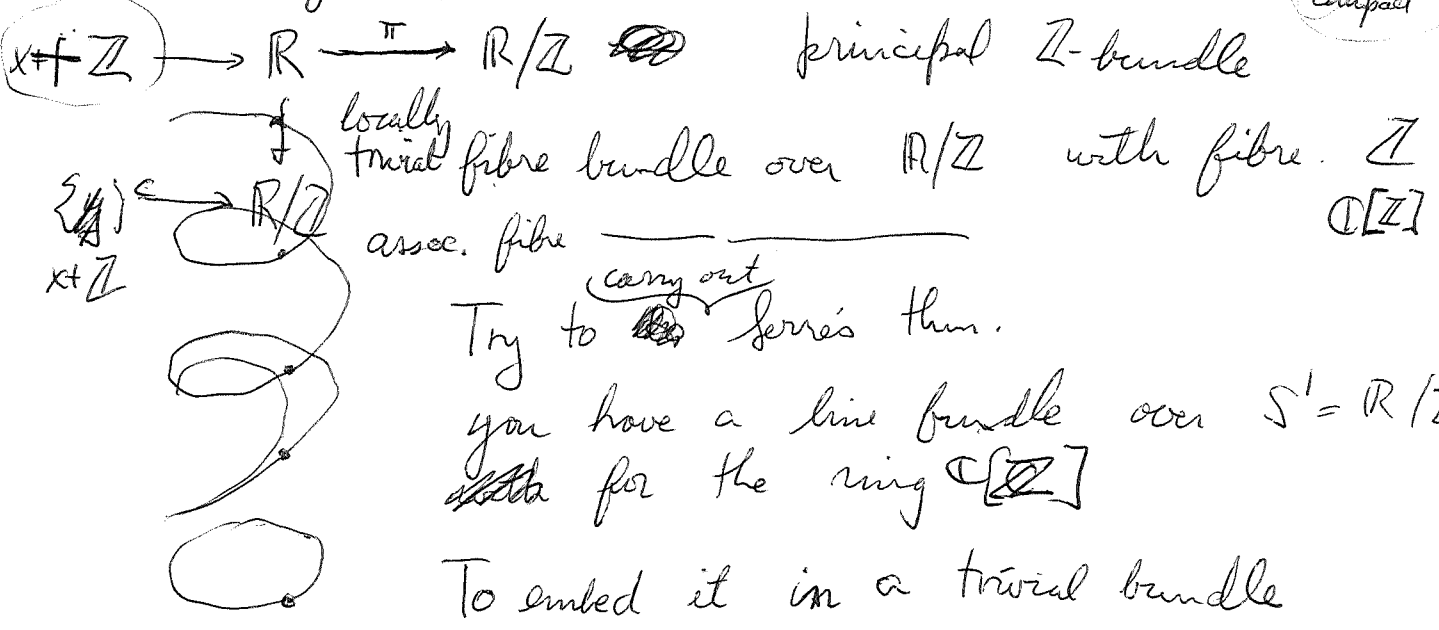 compact
x+ℤ → ℝ —π→ ℝ/ℤ principal ℤ-bundle
locally
trivial fibre bundle over ℝ/ℤ with fibre. ℤ
{ } ⊂→ ℝ/ℤ ℂ[ℤ]
assoc. fibre —— ————
x+ℤ
carry out
Try to Serre's thm.
you have a line bundle over S¹ = ℝ/ℤ
for the ring ℂ[ℤ]
To embed it in a trivial bundle